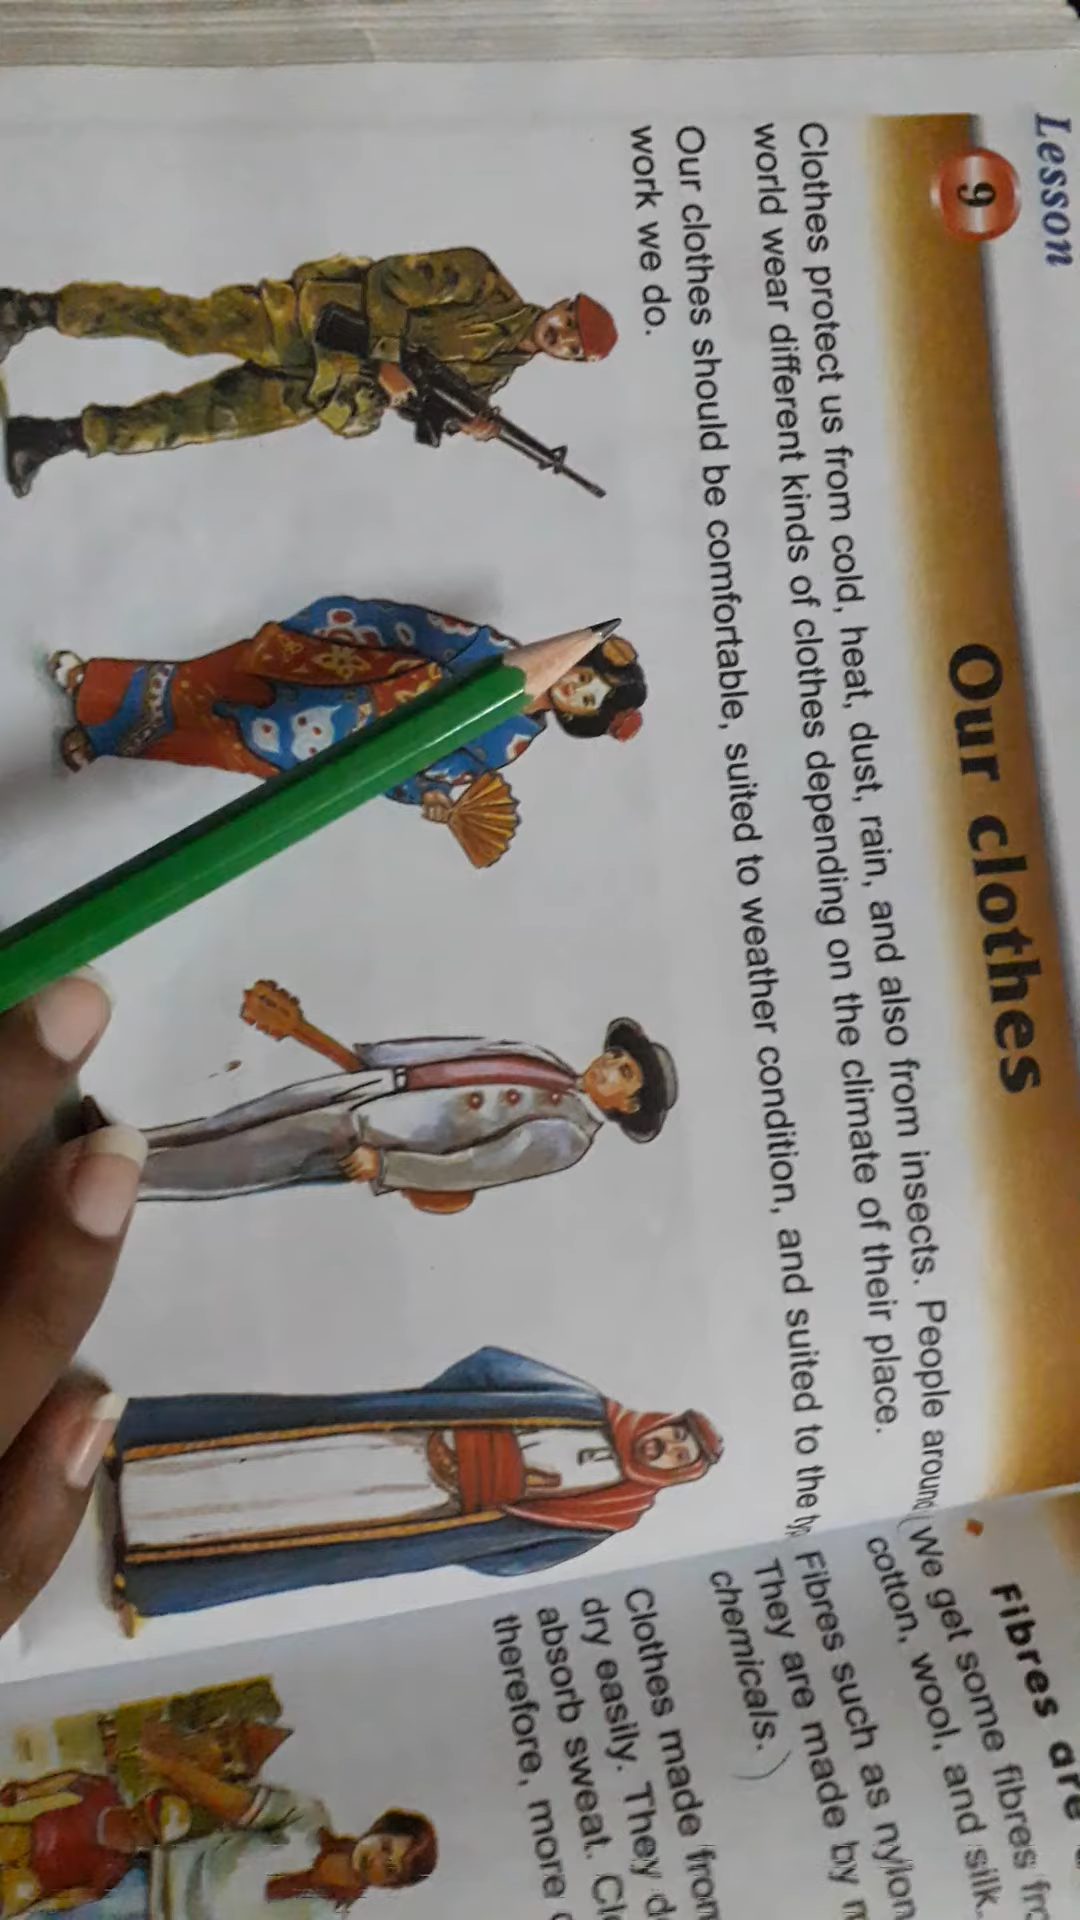 Lesson
9
Our clothes
Clothes protect us from cold, heat, dust, rain, and also from insects. People around
world wear different kinds of clothes depending on the climate of their place.
Our clothes should be comfortable, suited to weather condition, and suited to the
work we do.
Fibres are
We get some fibres
cotton, wool, and silk.
Fibres such as nylon
They are made by
chemicals.)
Clothes made from
dry easily. They
absorb sweat.
therefore, more